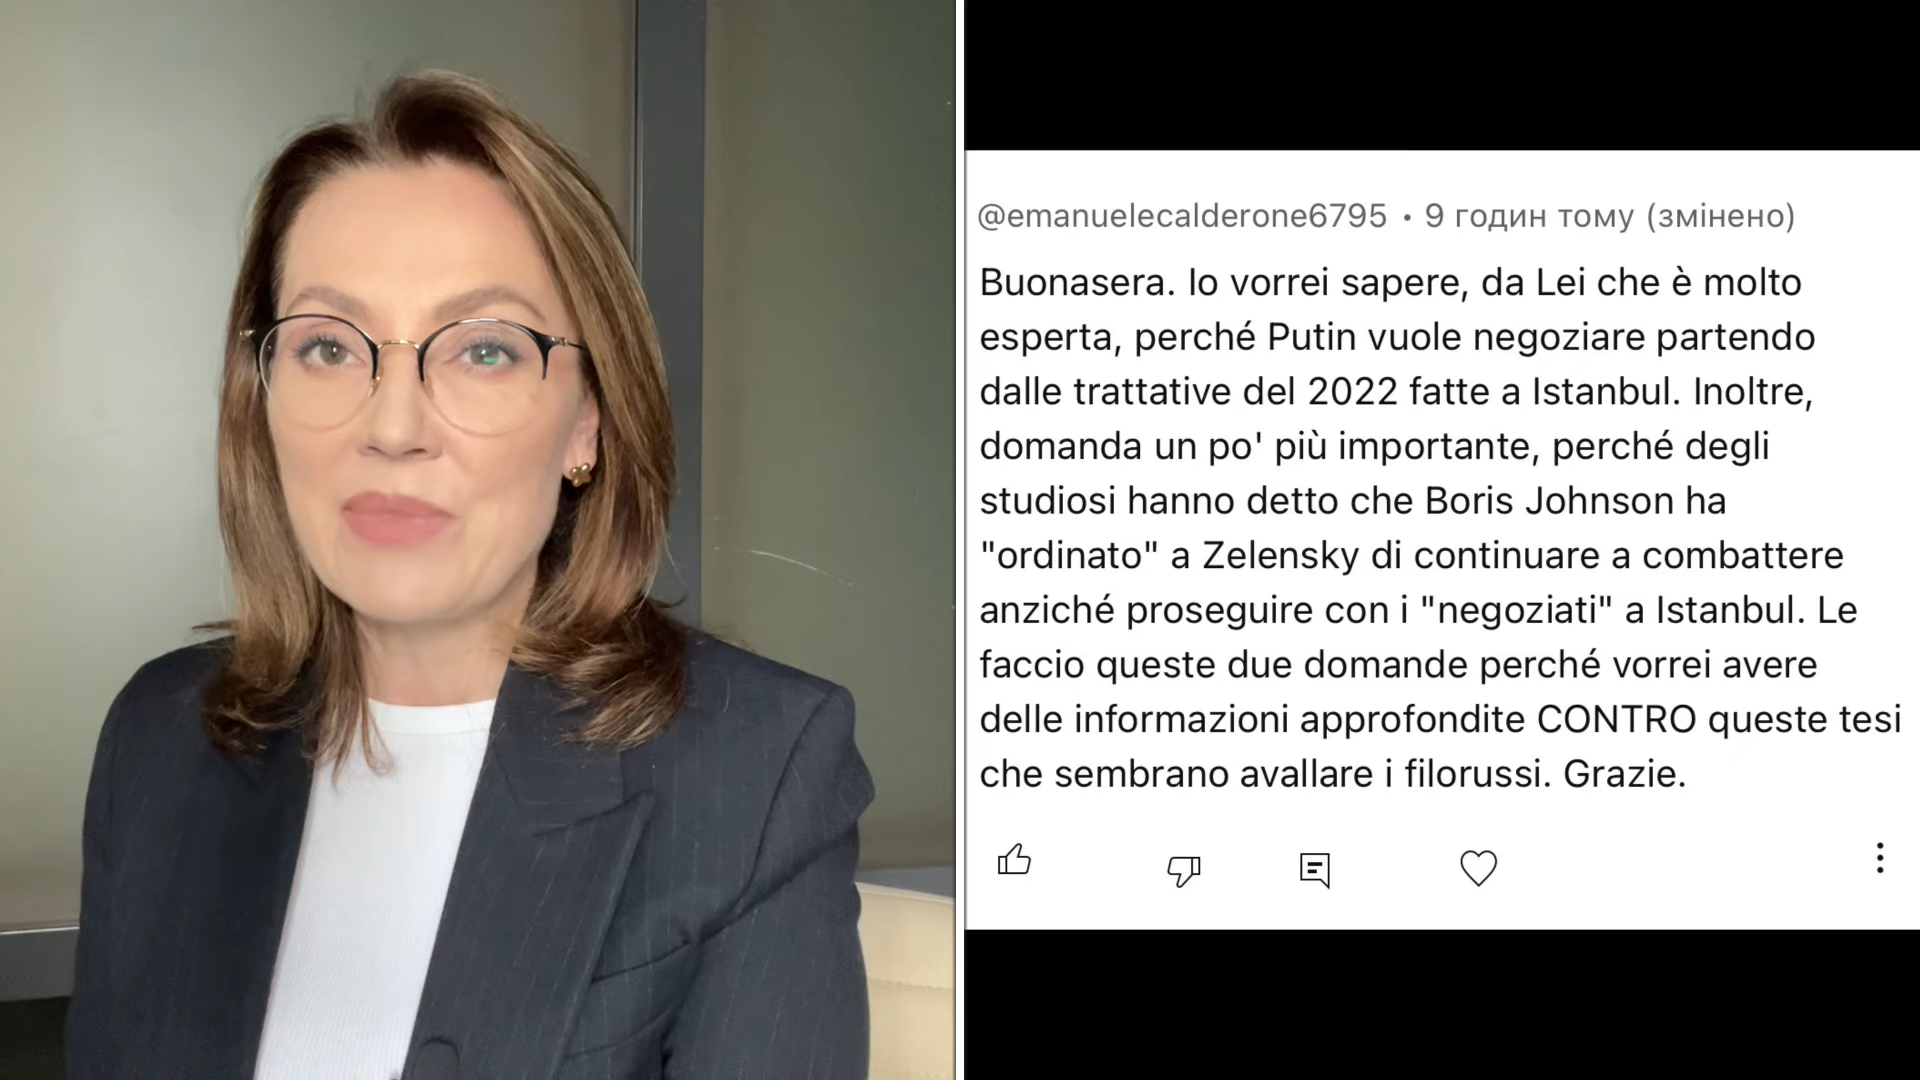 @emanuelecalderone6795 • 9 годин тому (змінено)
Buonasera. Io vorrei sapere, da Lei che è molto
esperta, perché Putin vuole negoziare partendo
dalle trattative del 2022 fatte a Istanbul. Inoltre,
domanda un po' più importante, perché degli
studiosi hanno detto che Boris Johnson ha
"ordinato" a Zelensky di continuare a combattere
anziché proseguire con i "negoziati" a Istanbul. Le
faccio queste due domande perché vorrei avere
delle informazioni approfondite CONTRO queste tesi
che sembrano avallare i filorussi. Grazie.